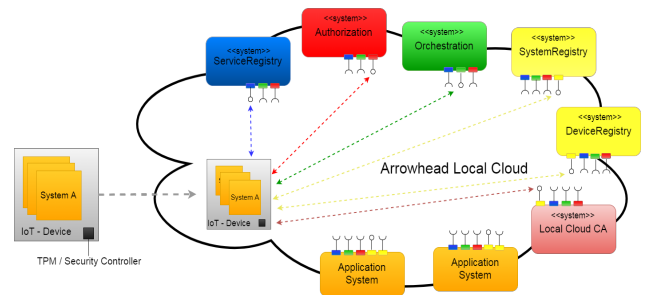 <<system>>
Authorization
<<system>>
Orchestration
<<system>>
ServiceRegistry
<<system>>
SystemRegistry
<<system>>
DeviceRegistry
Arrowhead Local Cloud
System A
IoT - Device
TPM / Security Controller
S
System A
IoT - Device
<<system>>
Local Cloud CA
Application
System
Application
System